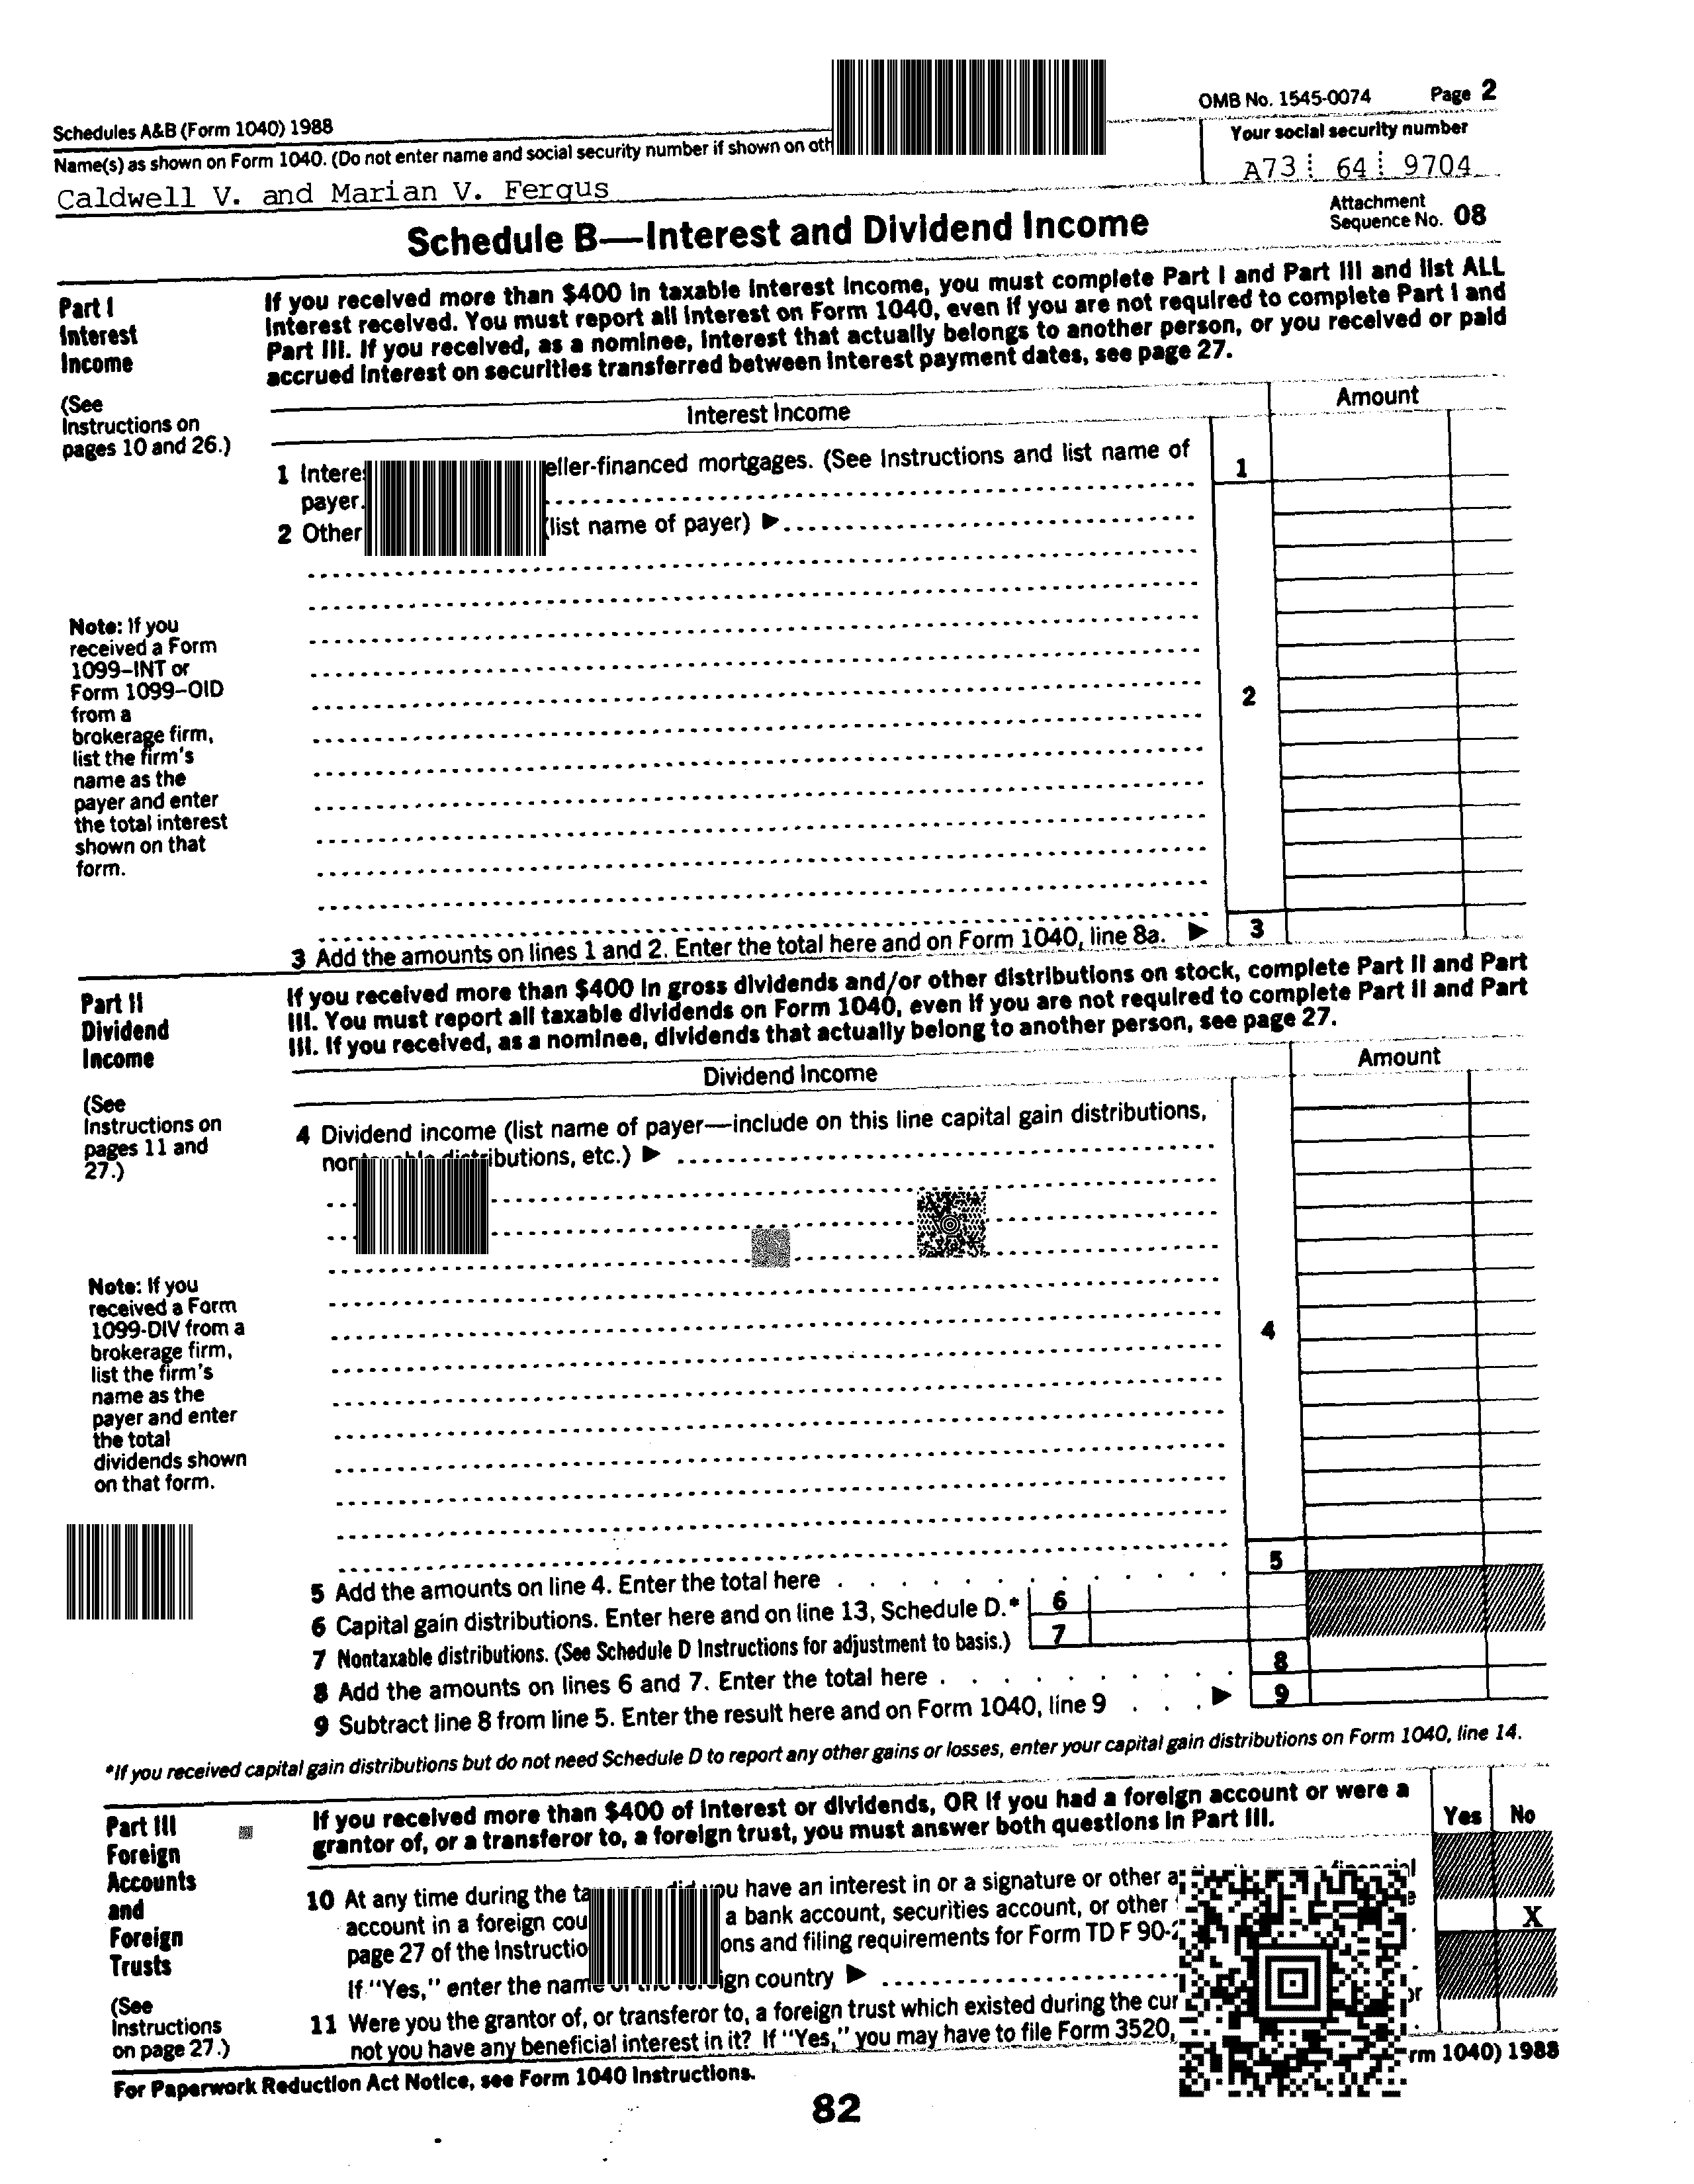 OMB No. 1545-0074 Page 2
Schedules A&B (Form 1040) 1988
Your social security number
Name(s) as shown on Form 1040. (Do not enter name and social security number if shown on
A73 64 9704
Caldwell V. and Marian V. Fergus
Attachment
Sequence No. 08
Schedule B—Interest and Dividend Income
Part I
Interest
Income
(See
Instructions on
pages 10 and 26.)
If you received more than $400 in taxable interest income, you must complete Part I and Part III and list ALL
interest received. You must report all interest on Form 1040, even if you are not required to complete Part I and
Part III. If you received, as a nominee, interest that actually belongs to another person, or you received or paid
accrued interest on securities transferred between interest payment dates, see page 27.
Interest Income
Amount
1 eller-financed mortgages. (See Instructions and list name of
payer. 1
2 Other (list name of payer) ▶
Note: If you
received a Form
1099–INT or
Form 1099–OID
from a
brokerage firm,
list the firm's
name as the
payer and enter
the total interest
shown on that
form.
2
3 Add the amounts on lines 1 and 2. Enter the total here and on Form 1040, line 8a. ▶ 3
Part II
Dividend
Income
(See
Instructions on
pages 11 and
27.)
If you received more than $400 in gross dividends and/or other distributions on stock, complete Part II and Part
III. You must report all taxable dividends on Form 1040, even if you are not required to complete Part II and Part
III. If you received, as a nominee, dividends that actually belong to another person, see page 27.
Dividend Income
Amount
4 Dividend income (list name of payer—include on this line capital gain distributions,
distributions, etc.) ▶
Note: If you
received a Form
1099-DIV from a
brokerage firm,
list the firm's
name as the
payer and enter
the total
dividends shown
on that form.
4
5 Add the amounts on line 4. Enter the total here . . . . . . . . . . . . 5
6 Capital gain distributions. Enter here and on line 13, Schedule D.* 6
7 Nontaxable distributions. (See Schedule D Instructions for adjustment to basis.) 7
8 Add the amounts on lines 6 and 7. Enter the total here . . . . . . . . . . 8
9 Subtract line 8 from line 5. Enter the result here and on Form 1040, line 9 . . . ▶ 9
*If you received capital gain distributions but do not need Schedule D to report any other gains or losses, enter your capital gain distributions on Form 1040, line 14.
Part III
Foreign
Accounts
and
Foreign
Trusts
(See
Instructions
on page 27.)
If you received more than $400 of interest or dividends, OR if you had a foreign account or were a
grantor of, or a transferor to, a foreign trust, you must answer both questions in Part III.
Yes No
10 At any time during the you have an interest in or a signature or other
account in a foreign a bank account, securities account, or other
X
page 27 of the and filing requirements for Form TD F
If "Yes," enter the country ▶
11 Were you the grantor of, or transferor to, a foreign trust which existed during the
not you have any beneficial interest in it? If "Yes," you may have to file Form 3520,
For Paperwork Reduction Act Notice, see Form 1040 Instructions.
1040) 1988
82